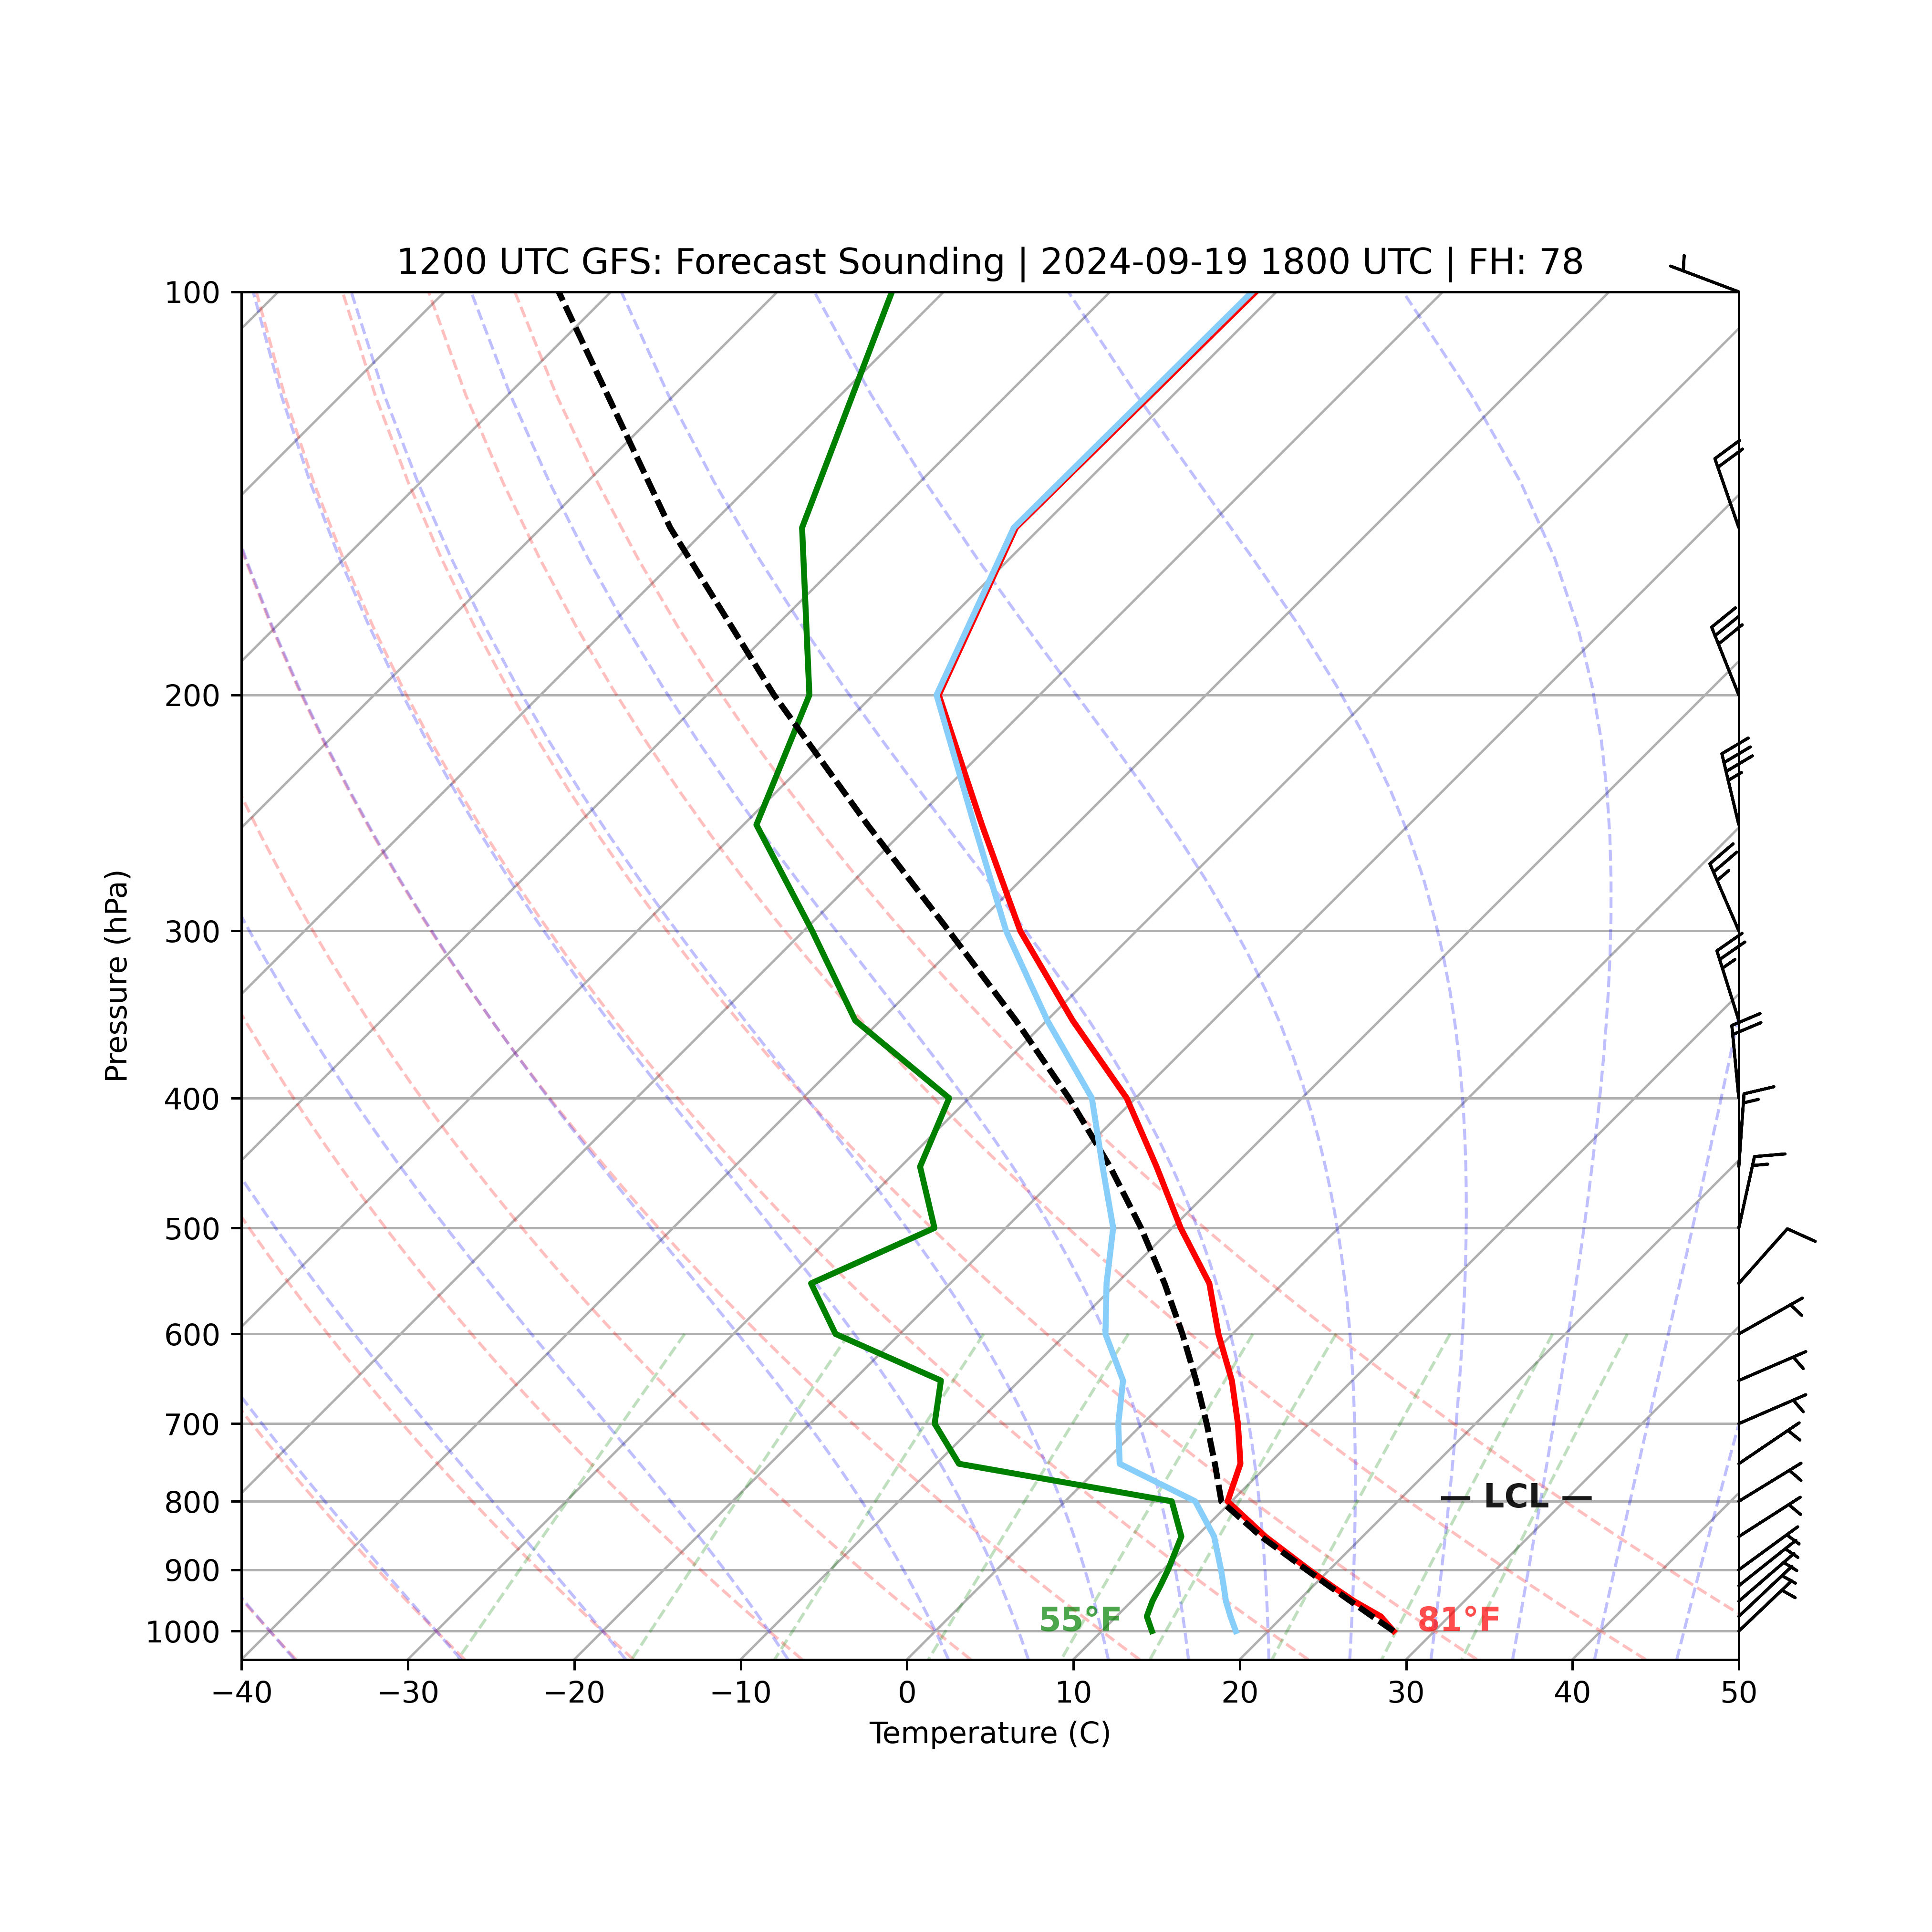 1200 UTC GFS: Forecast Sounding | 2024-09-19 1800 UTC | FH: 78
100
200
300
400
500
600
700
800
900
1000
Pressure (hPa)
— LCL —
55°F
81°F
−40 −30 −20 −10 0 10 20 30 40 50
Temperature (C)